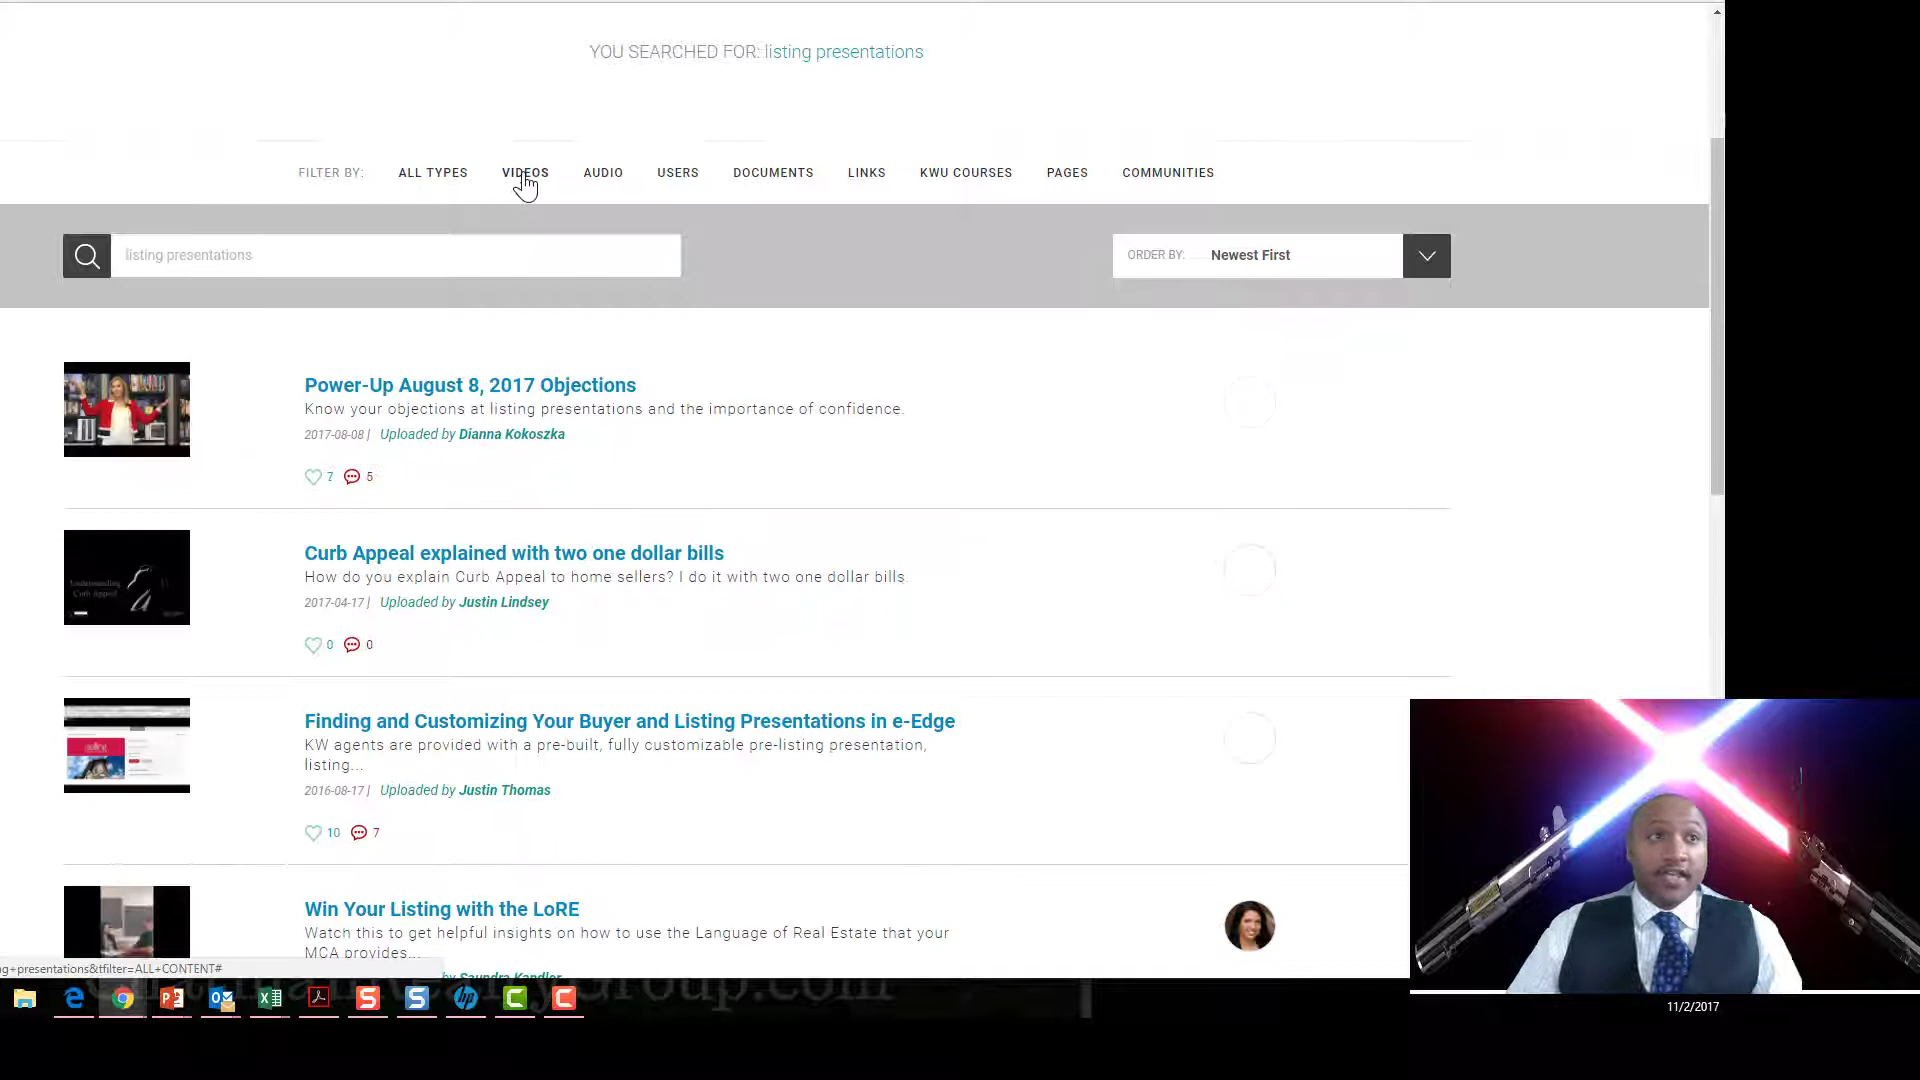 YOU SEARCHED FOR: listing presentations
FILTER BY: ALL TYPES VIDEOS AUDIO USERS DOCUMENTS LINKS KWU COURSES PAGES COMMUNITIES
listing presentations
ORDER BY: Newest First
Power-Up August 8, 2017 Objections
Know your objections at listing presentations and the importance of confidence.
2017-08-08 | Uploaded by Dianna Kokoszka
7 5
Understanding
Curb Appeal
Curb Appeal explained with two one dollar bills
How do you explain Curb Appeal to home sellers? I do it with two one dollar bills.
2017-04-17 | Uploaded by Justin Lindsey
0 0
Finding and Customizing Your Buyer and Listing Presentations in e-Edge
KW agents are provided with a pre-built, fully customizable pre-listing presentation,
listing...
2016-08-17 | Uploaded by Justin Thomas
10 7
Win Your Listing with the LoRE
Watch this to get helpful insights on how to use the Language of Real Estate that your
MCA provides...
by Saundra Kandler
g+presentations&tfilter=ALL+CONTENT#
11/2/2017